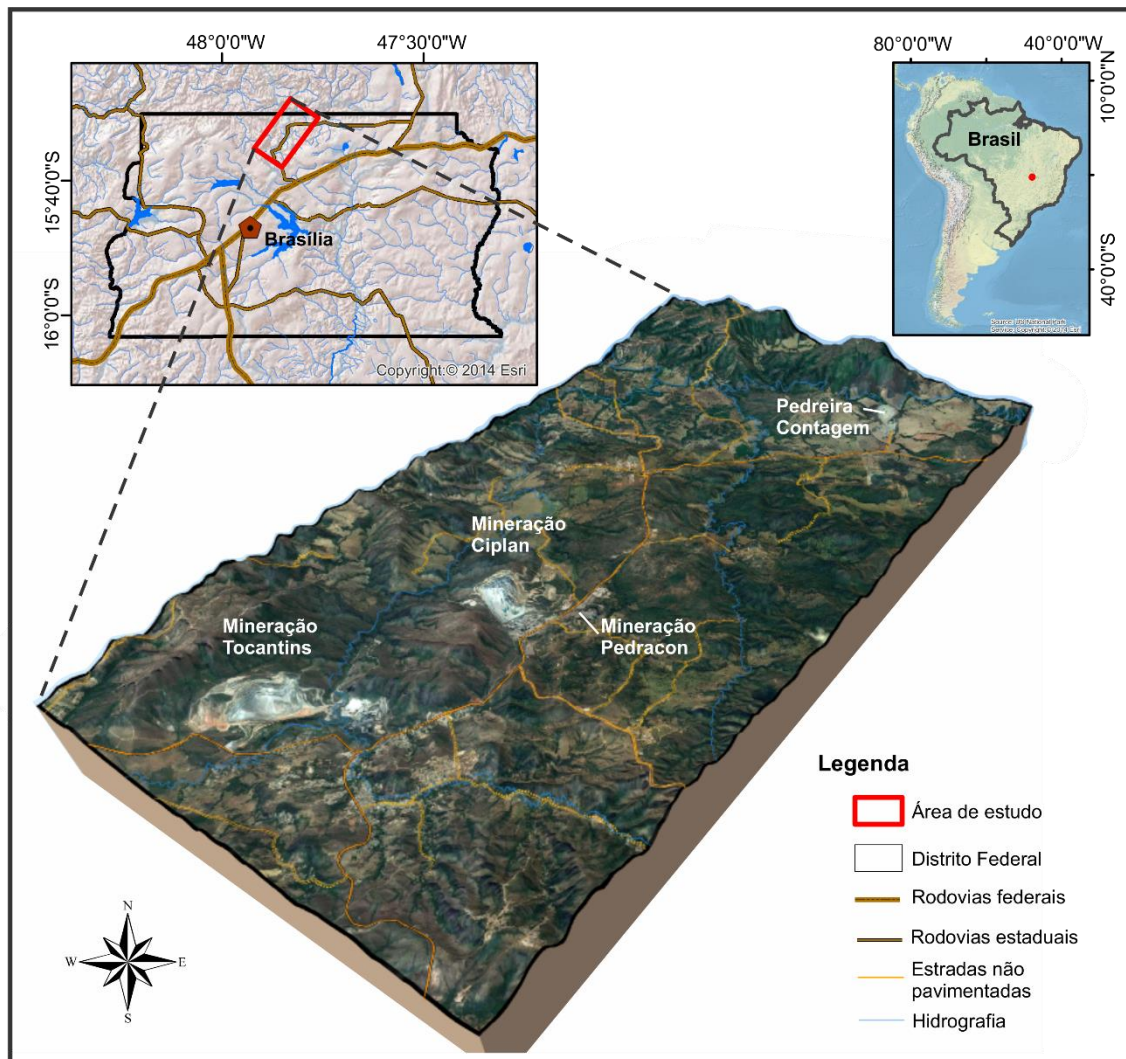 48°0'0"W
47°30'0"W
15°40'0"S
16°0'0"S
Brasília
Copyright:© 2014 Esri
80°0'0"W
40°0'0"W
10°0'0"N
40°0'0"S
Brasil
Pedreira
Contagem
Mineração
Ciplan
Mineração
Pedracon
Mineração
Tocantins
N
W
E
S
Legenda
Área de estudo
Distrito Federal
Rodovias federais
Rodovias estaduais
Estradas não
pavimentadas
Hidrografia